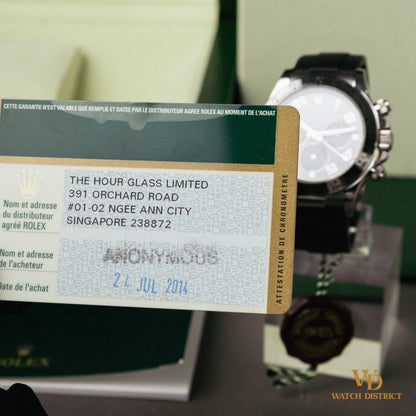 CETTE GARANTIE N'EST VALABLE QUE REMPLIE ET DATEE PAR LE DISTRIBUTEUR AGREE ROLEX AU MOMENT DE L'ACHAT
Nom et adresse
du distributeur
agréé ROLEX
THE HOUR GLASS LIMITED
391 ORCHARD ROAD
#01-02 NGEE ANN CITY
SINGAPORE 238872
Nom et adresse
de l'acheteur
ANONYMOUS
Date de l'achat
24 JUL 2014
ATTESTATION DE CHRONOMETRE
ROLEX
WD
WATCH DISTRICT